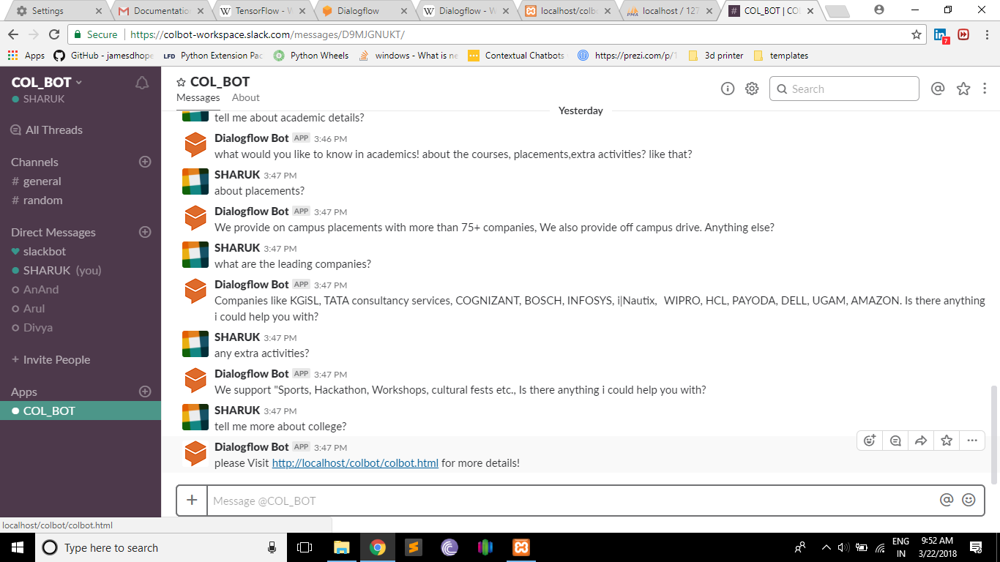 Settings
Documentation
TensorFlow - W
Dialogflow
Dialogflow - W
localhost/colb
localhost / 127
COL_BOT | COL
Secure https://colbot-workspace.slack.com/messages/D9MJGNUKT/
7
Apps
GitHub - jamesdhope
LFD Python Extension Pac
Python Wheels
windows - What is ne
Contextual Chatbots
https://prezi.com/p/1
3d printer
templates
COL_BOT
SHARUK
All Threads
Channels
# general
# random
Direct Messages
slackbot
SHARUK (you)
AnAnd
Arul
Divya
+ Invite People
Apps
COL_BOT
COL_BOT
Messages About
Search
Yesterday
tell me about academic details?
Dialogflow Bot APP 3:46 PM
what would you like to know in academics! about the courses, placements,extra activities? like that?
SHARUK 3:47 PM
about placements?
Dialogflow Bot APP 3:47 PM
We provide on campus placements with more than 75+ companies, We also provide off campus drive. Anything else?
SHARUK 3:47 PM
what are the leading companies?
Dialogflow Bot APP 3:47 PM
Companies like KGiSL, TATA consultancy services, COGNIZANT, BOSCH, INFOSYS, i|Nautix, WIPRO, HCL, PAYODA, DELL, UGAM, AMAZON. Is there anything
i could help you with?
SHARUK 3:47 PM
any extra activities?
Dialogflow Bot APP 3:47 PM
We support "Sports, Hackathon, Workshops, cultural fests etc., Is there anything i could help you with?
SHARUK 3:47 PM
tell me more about college?
Dialogflow Bot APP 3:47 PM
please Visit http://localhost/colbot/colbot.html for more details!
+ Message @COL_BOT
localhost/colbot/colbot.html
Type here to search
ENG
IN
9:52 AM
3/22/2018